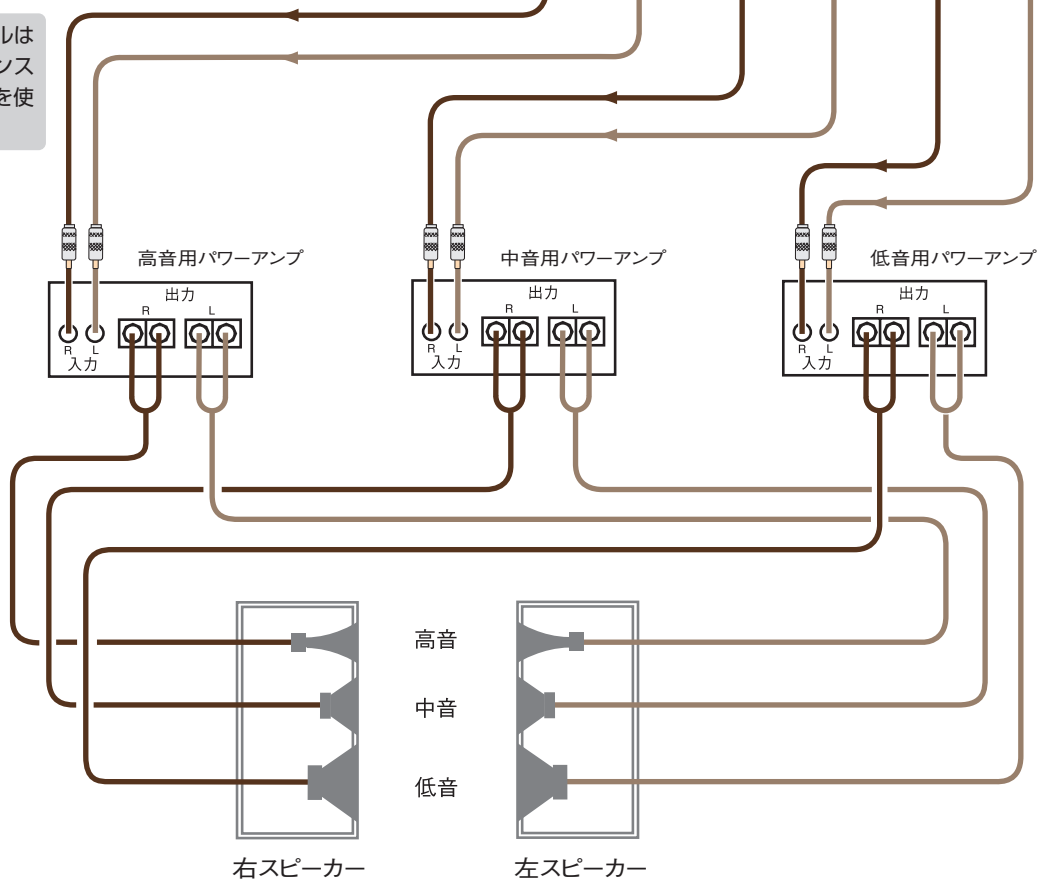 ルは
ンス
を使
高音用パワーアンプ
出力
R L
R L
入力
中音用パワーアンプ
出力
R L
R L
入力
低音用パワーアンプ
出力
R L
R L
入力
高音
中音
低音
右スピーカー
左スピーカー